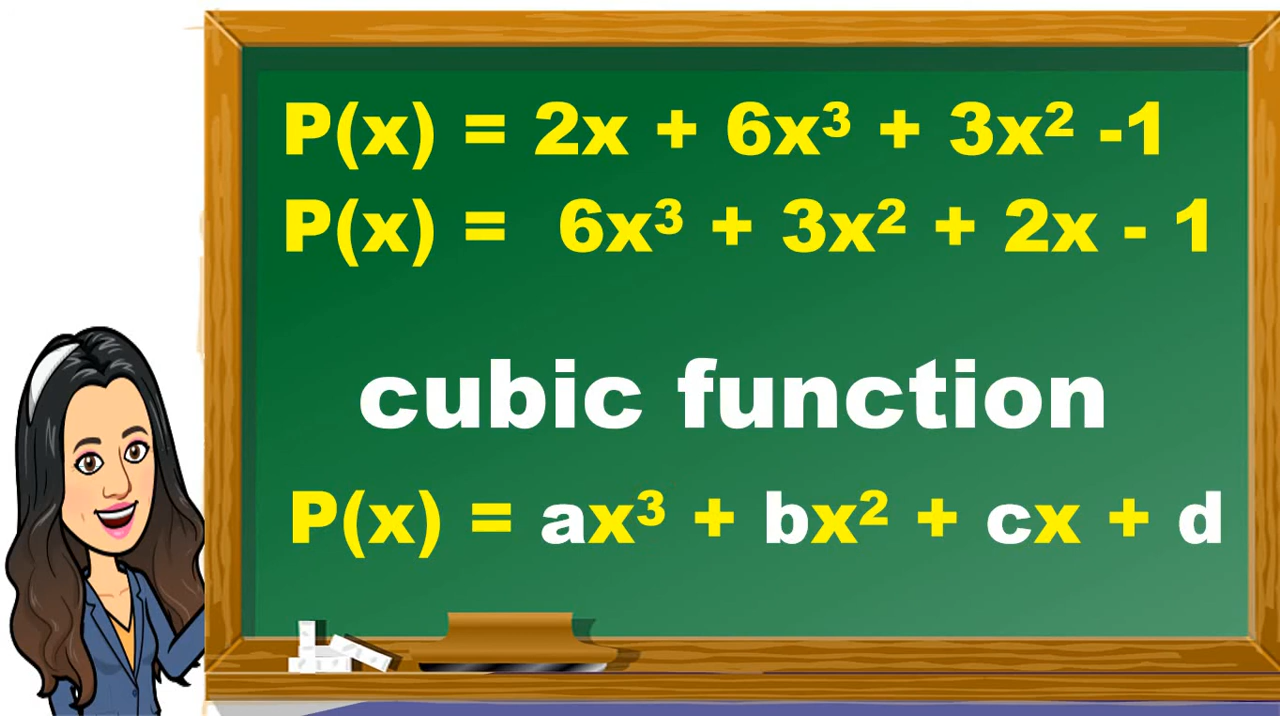 P(x) = 2x + 6x³ + 3x² -1
P(x) = 6x³ + 3x² + 2x - 1
cubic function
P(x) = ax³ + bx² + cx + d